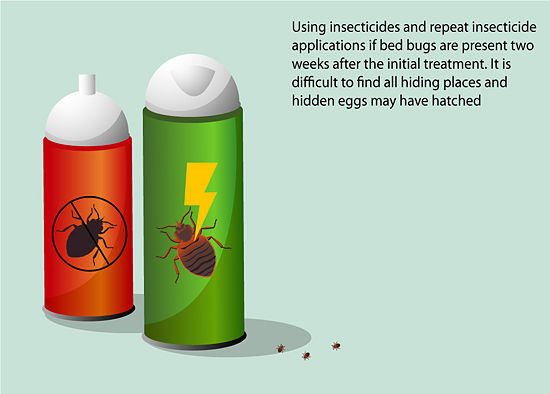 Using insecticides and repeat insecticide
applications if bed bugs are present two
weeks after the initial treatment. It is
difficult to find all hiding places and
hidden eggs may have hatched